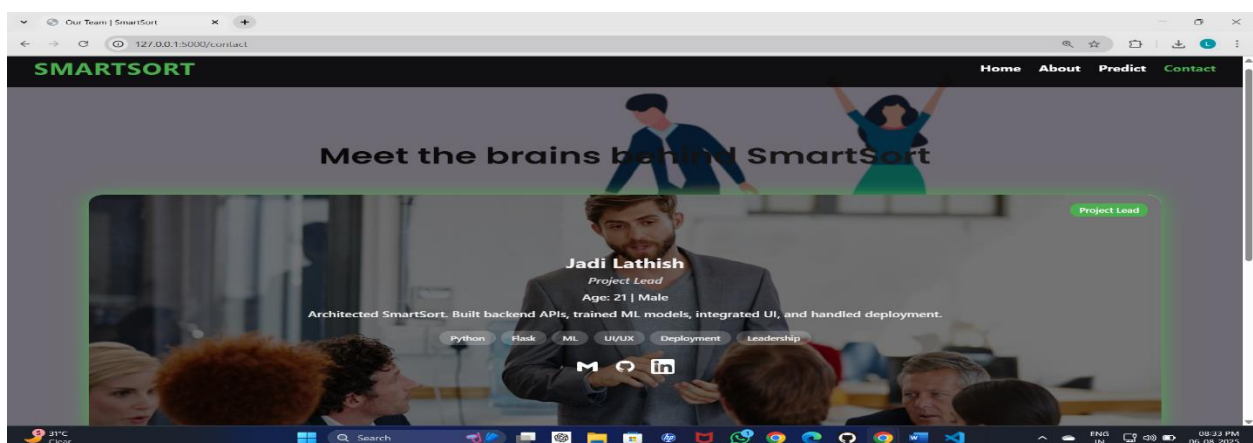 Our Team | SmartSort
127.0.0.1:5000/contact
L
SMARTSORT
Home About Predict Contact
Meet the brains behind SmartSort
Project Lead
Jadi Lathish
Project Lead
Age: 21 | Male
Architected SmartSort. Built backend APIs, trained ML models, integrated UI, and handled deployment.
Python Flask ML UI/UX Deployment Leadership
in
31°C
Clear
Search
ENG
IN
08:33 PM
06-08-2025